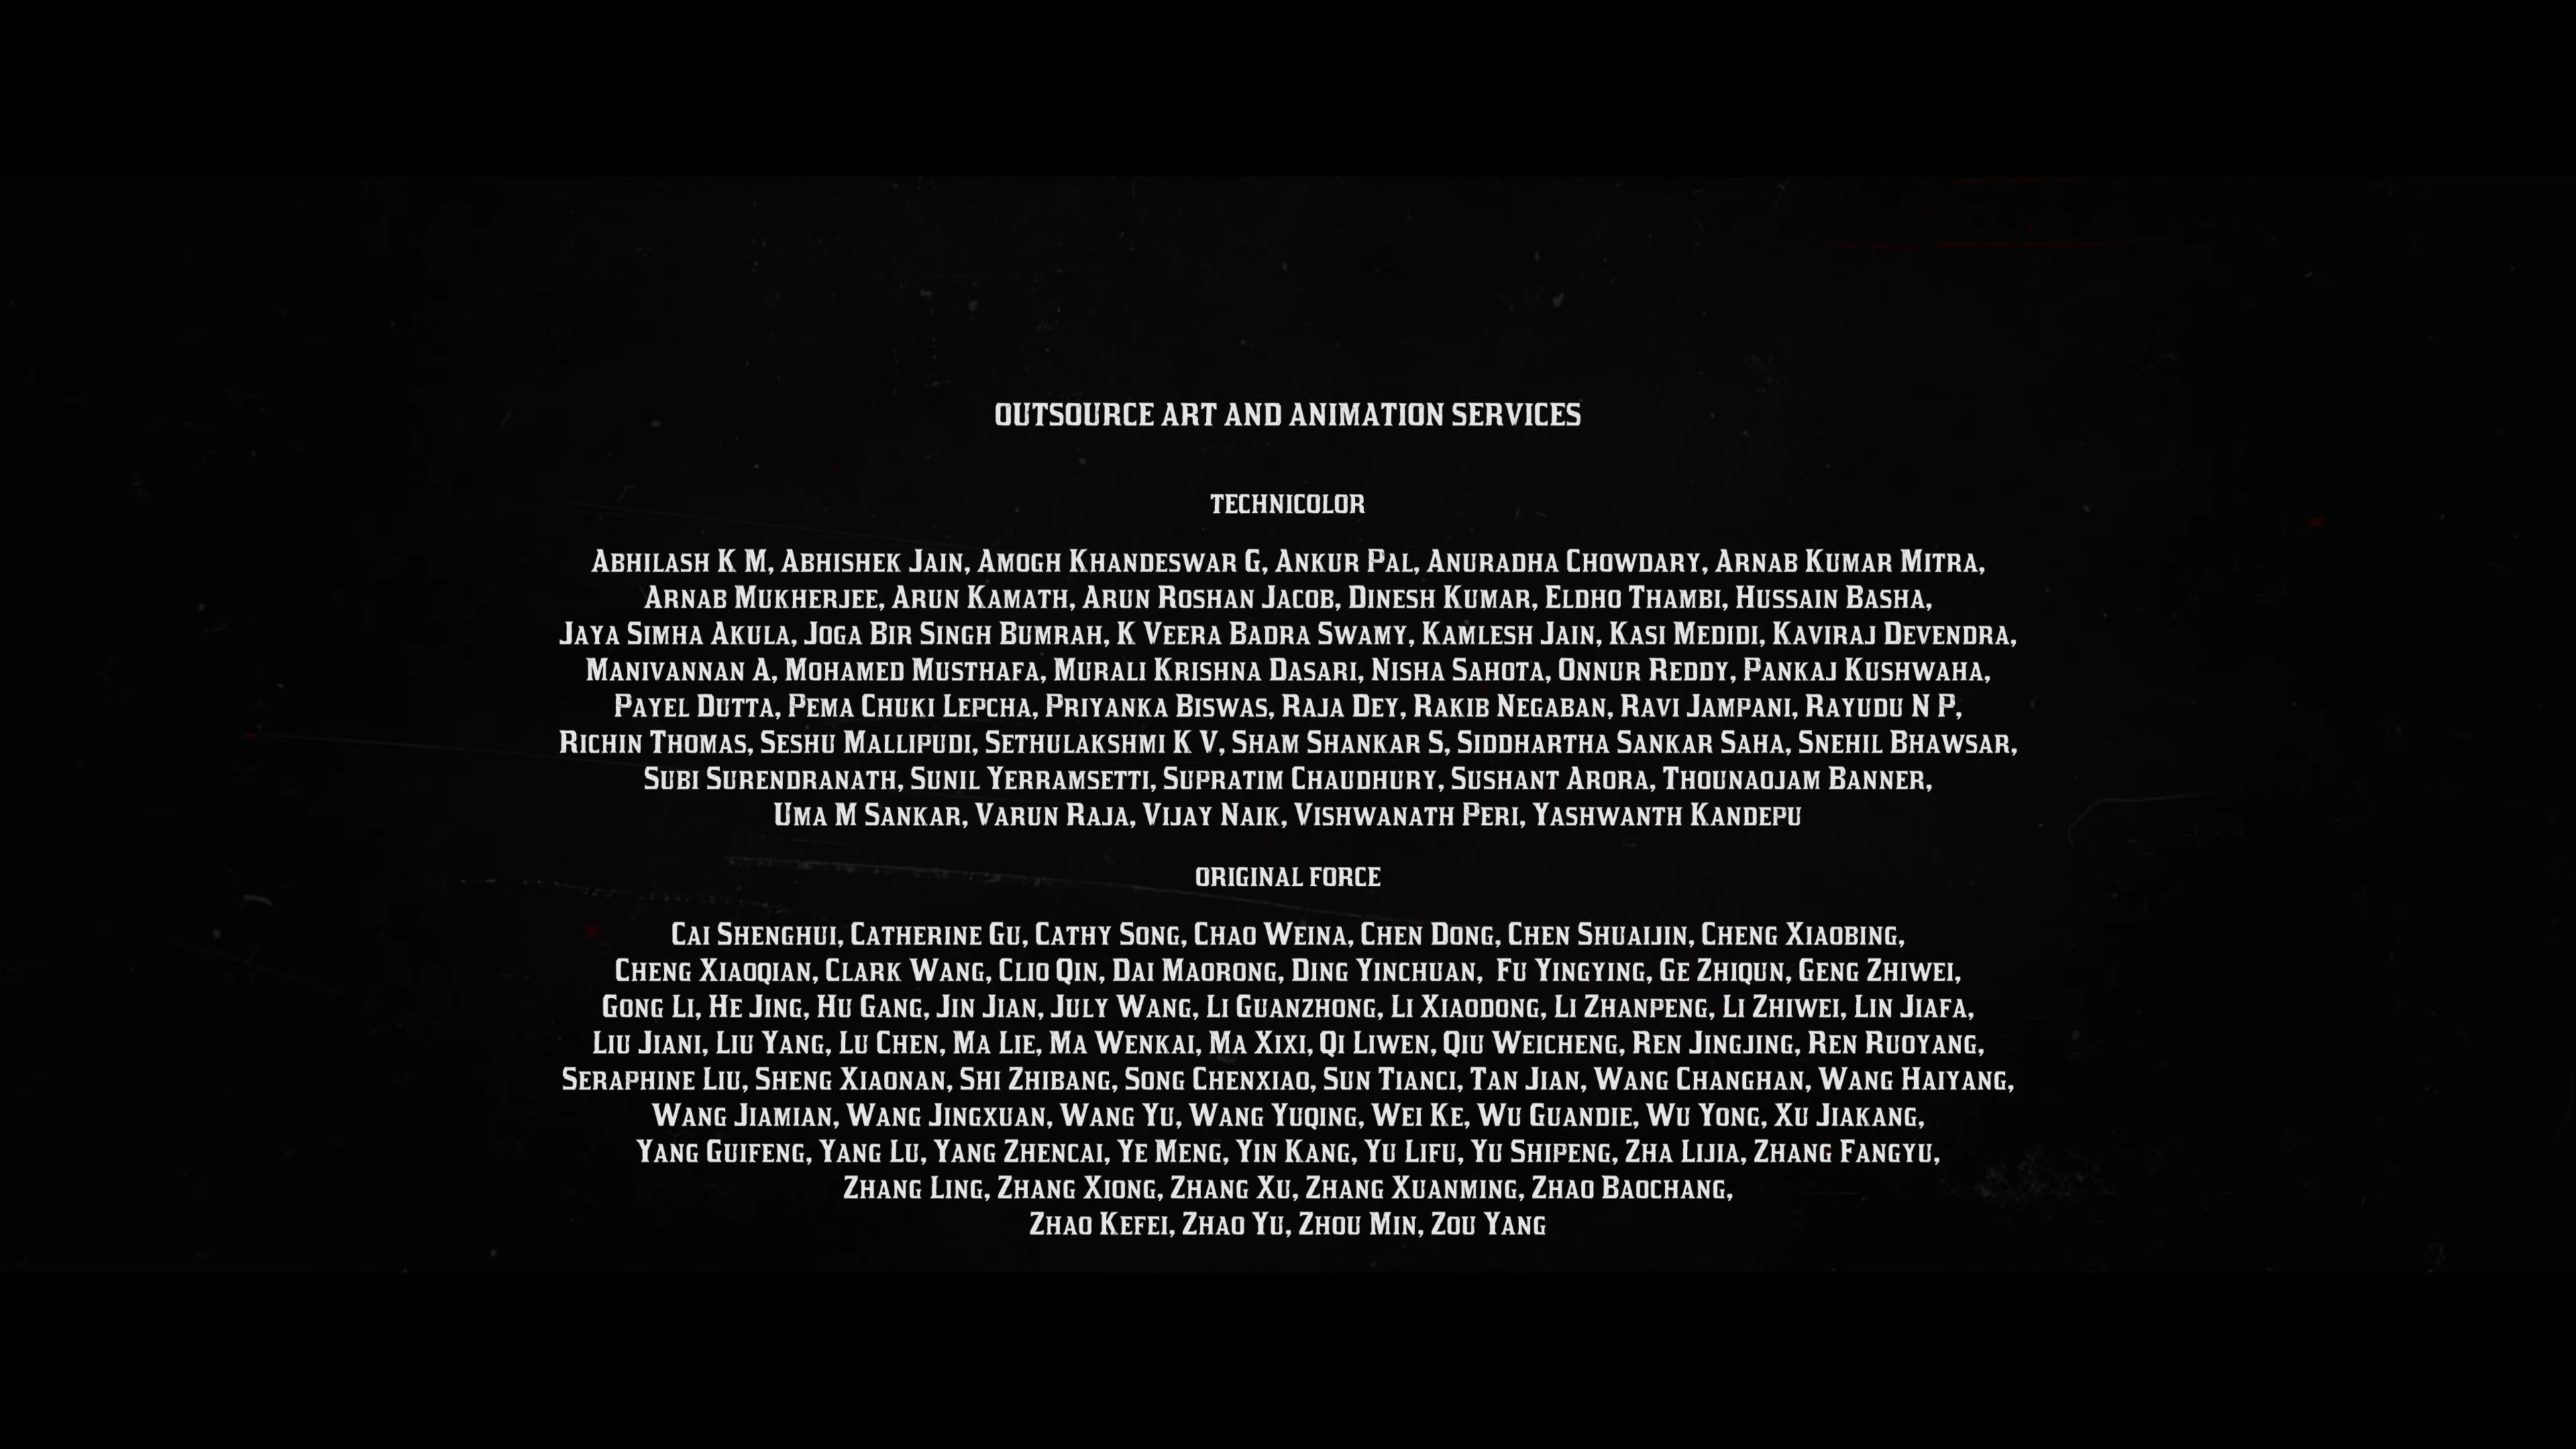 OUTSOURCE ART AND ANIMATION SERVICES
TECHNICOLOR
ABHILASH K M, ABHISHEK JAIN, AMOGH KHANDESWAR G, ANKUR PAL, ANURADHA CHOWDARY, ARNAB KUMAR MITRA,
ARNAB MUKHERJEE, ARUN KAMATH, ARUN ROSHAN JACOB, DINESH KUMAR, ELDHO THAMBI, HUSSAIN BASHA,
JAYA SIMHA AKULA, JOGA BIR SINGH BUMRAH, K VEERA BADRA SWAMY, KAMLESH JAIN, KASI MEDIDI, KAVIRAJ DEVENDRA,
MANIVANNAN A, MOHAMED MUSTHAFA, MURALI KRISHNA DASARI, NISHA SAHOTA, ONNUR REDDY, PANKAJ KUSHWAHA,
PAYEL DUTTA, PEMA CHUKI LEPCHA, PRIYANKA BISWAS, RAJA DEY, RAKIB NEGABAN, RAVI JAMPANI, RAYUDU N P,
RICHIN THOMAS, SESHU MALLIPUDI, SETHULAKSHMI K V, SHAM SHANKAR S, SIDDHARTHA SANKAR SAHA, SNEHIL BHAWSAR,
SUBI SURENDRANATH, SUNIL YERRAMSETTI, SUPRATIM CHAUDHURY, SUSHANT ARORA, THOUNAOJAM BANNER,
UMA M SANKAR, VARUN RAJA, VIJAY NAIK, VISHWANATH PERI, YASHWANTH KANDEPU
ORIGINAL FORCE
CAI SHENGHUI, CATHERINE GU, CATHY SONG, CHAO WEINA, CHEN DONG, CHEN SHUAIJIN, CHENG XIAOBING,
CHENG XIAOQIAN, CLARK WANG, CLIO QIN, DAI MAORONG, DING YINCHUAN, FU YINGYING, GE ZHIQUN, GENG ZHIWEI,
GONG LI, HE JING, HU GANG, JIN JIAN, JULY WANG, LI GUANZHONG, LI XIAODONG, LI ZHANPENG, LI ZHIWEI, LIN JIAFA,
LIU JIANI, LIU YANG, LU CHEN, MA LIE, MA WENKAI, MA XIXI, QI LIWEN, QIU WEICHENG, REN JINGJING, REN RUOYANG,
SERAPHINE LIU, SHENG XIAONAN, SHI ZHIBANG, SONG CHENXIAO, SUN TIANCI, TAN JIAN, WANG CHANGHAN, WANG HAIYANG,
WANG JIAMIAN, WANG JINGXUAN, WANG YU, WANG YUQING, WEI KE, WU GUANDIE, WU YONG, XU JIAKANG,
YANG GUIFENG, YANG LU, YANG ZHENCAI, YE MENG, YIN KANG, YU LIFU, YU SHIPENG, ZHA LIJIA, ZHANG FANGYU,
ZHANG LING, ZHANG XIONG, ZHANG XU, ZHANG XUANMING, ZHAO BAOCHANG,
ZHAO KEFEI, ZHAO YU, ZHOU MIN, ZOU YANG